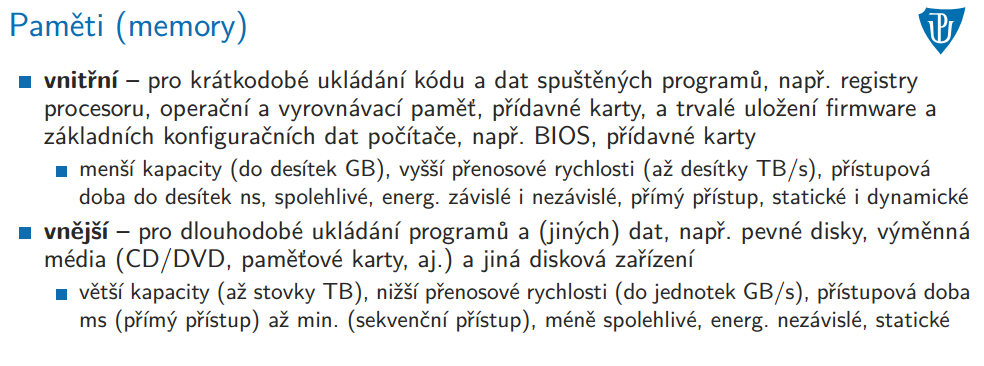 Paměti (memory)
vnitřní – pro krátkodobé ukládání kódu a dat spuštěných programů, např. registry
procesoru, operační a vyrovnávací paměť, přídavné karty, a trvalé uložení firmware a
základních konfiguračních dat počítače, např. BIOS, přídavné karty
menší kapacity (do desítek GB), vyšší přenosové rychlosti (až desítky TB/s), přístupová
doba do desítek ns, spolehlivé, energ. závislé i nezávislé, přímý přístup, statické i dynamické
vnější – pro dlouhodobé ukládání programů a (jiných) dat, např. pevné disky, výměnná
média (CD/DVD, paměťové karty, aj.) a jiná disková zařízení
větší kapacity (až stovky TB), nižší přenosové rychlosti (do jednotek GB/s), přístupová doba
ms (přímý přístup) až min. (sekvenční přístup), méně spolehlivé, energ. nezávislé, statické